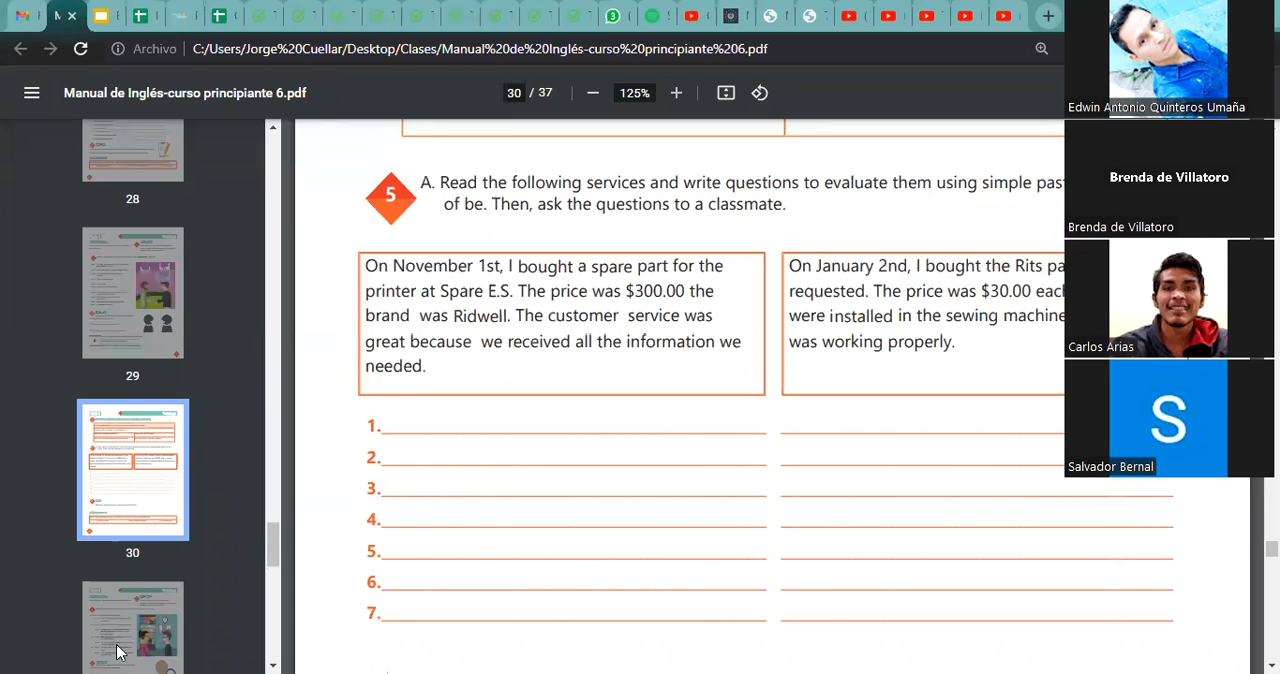 Archivo C:/Users/Jorge%20Cuellar/Desktop/Clases/Manual%20de%20Inglés-curso%20principiante%206.pdf
Manual de Inglés-curso principiante 6.pdf
30 / 37
125%
28
29
30
5
A. Read the following services and write questions to evaluate them using simple past
of be. Then, ask the questions to a classmate.
On November 1st, I bought a spare part for the
printer at Spare E.S. The price was $300.00 the
brand was Ridwell. The customer service was
great because we received all the information we
needed.
On January 2nd, I bought the Rits pa
requested. The price was $30.00 eac
were installed in the sewing machine
was working properly.
1.
2.
3.
4.
5.
6.
7.
Edwin Antonio Quinteros Umaña
Brenda de Villatoro
Brenda de Villatoro
Carlos Arias
S
Salvador Bernal